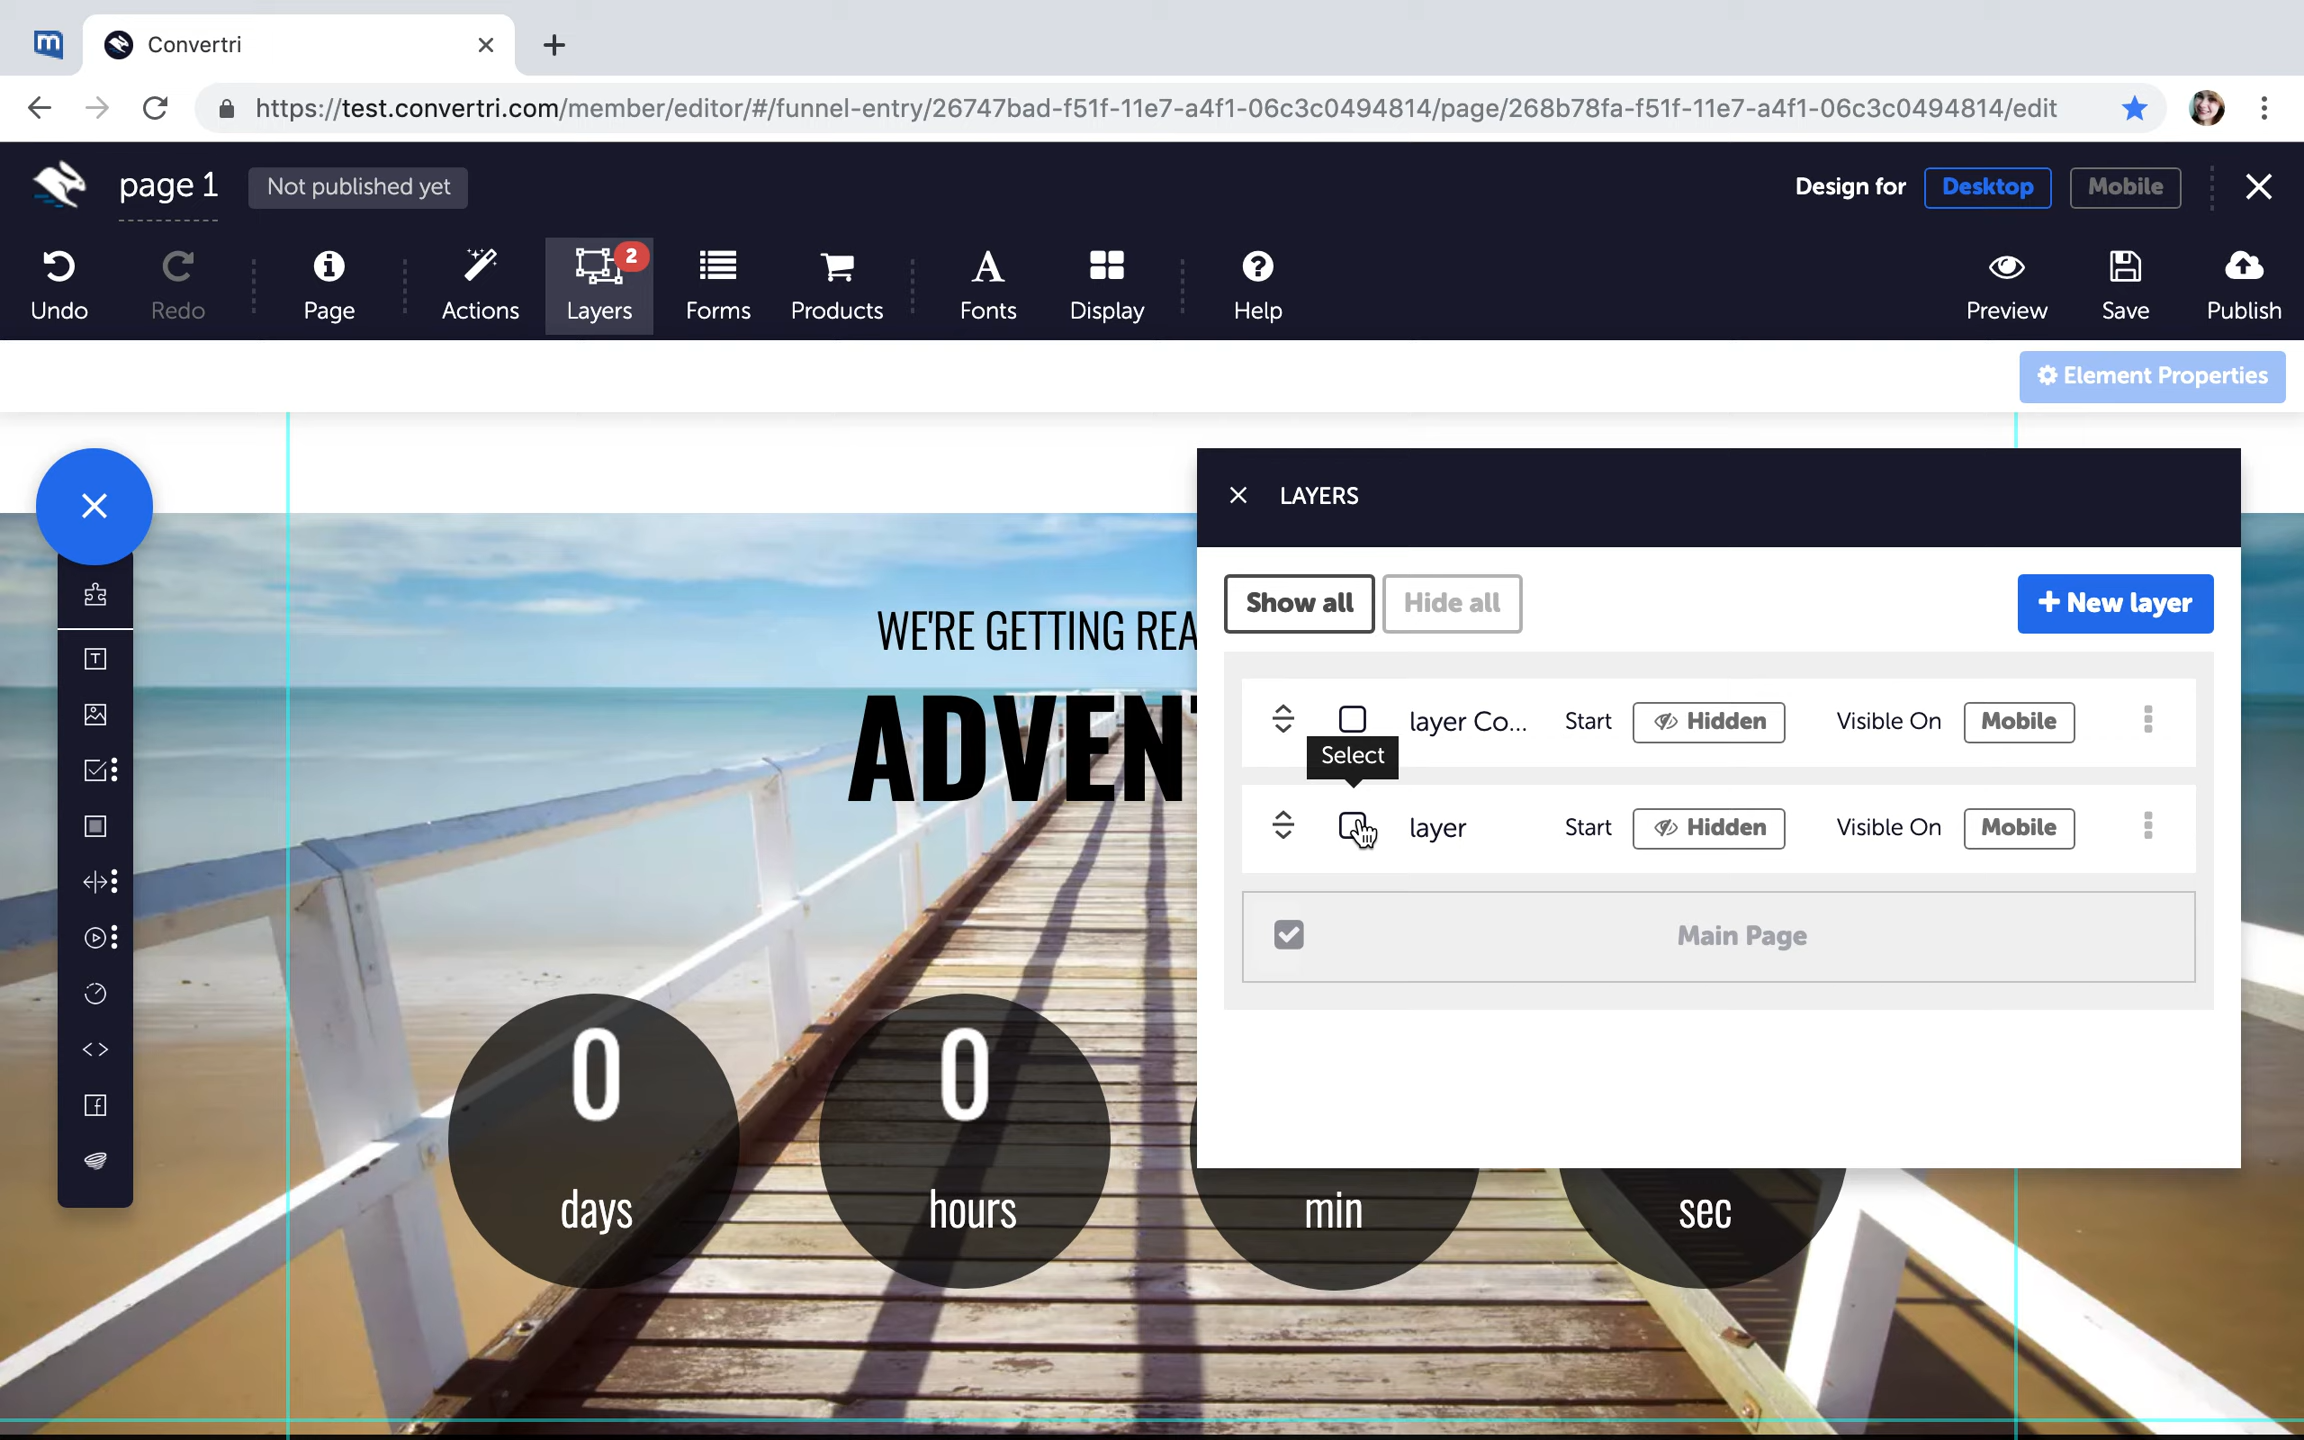 Convertri
https://test.convertri.com/member/editor/#/funnel-entry/26747bad-f51f-11e7-a4f1-06c3c0494814/page/268b78fa-f51f-11e7-a4f1-06c3c0494814/edit
page 1 Not published yet Design for Desktop Mobile
2
Undo Redo Page Actions Layers Forms Products Fonts Display Help Preview Save Publish
Element Properties
LAYERS
Show all Hide all + New layer
WE'RE GETTING REA
layer Co... Start Hidden Visible On Mobile
Select
ADVEN
layer Start Hidden Visible On Mobile
Main Page
0 0
days hours min sec